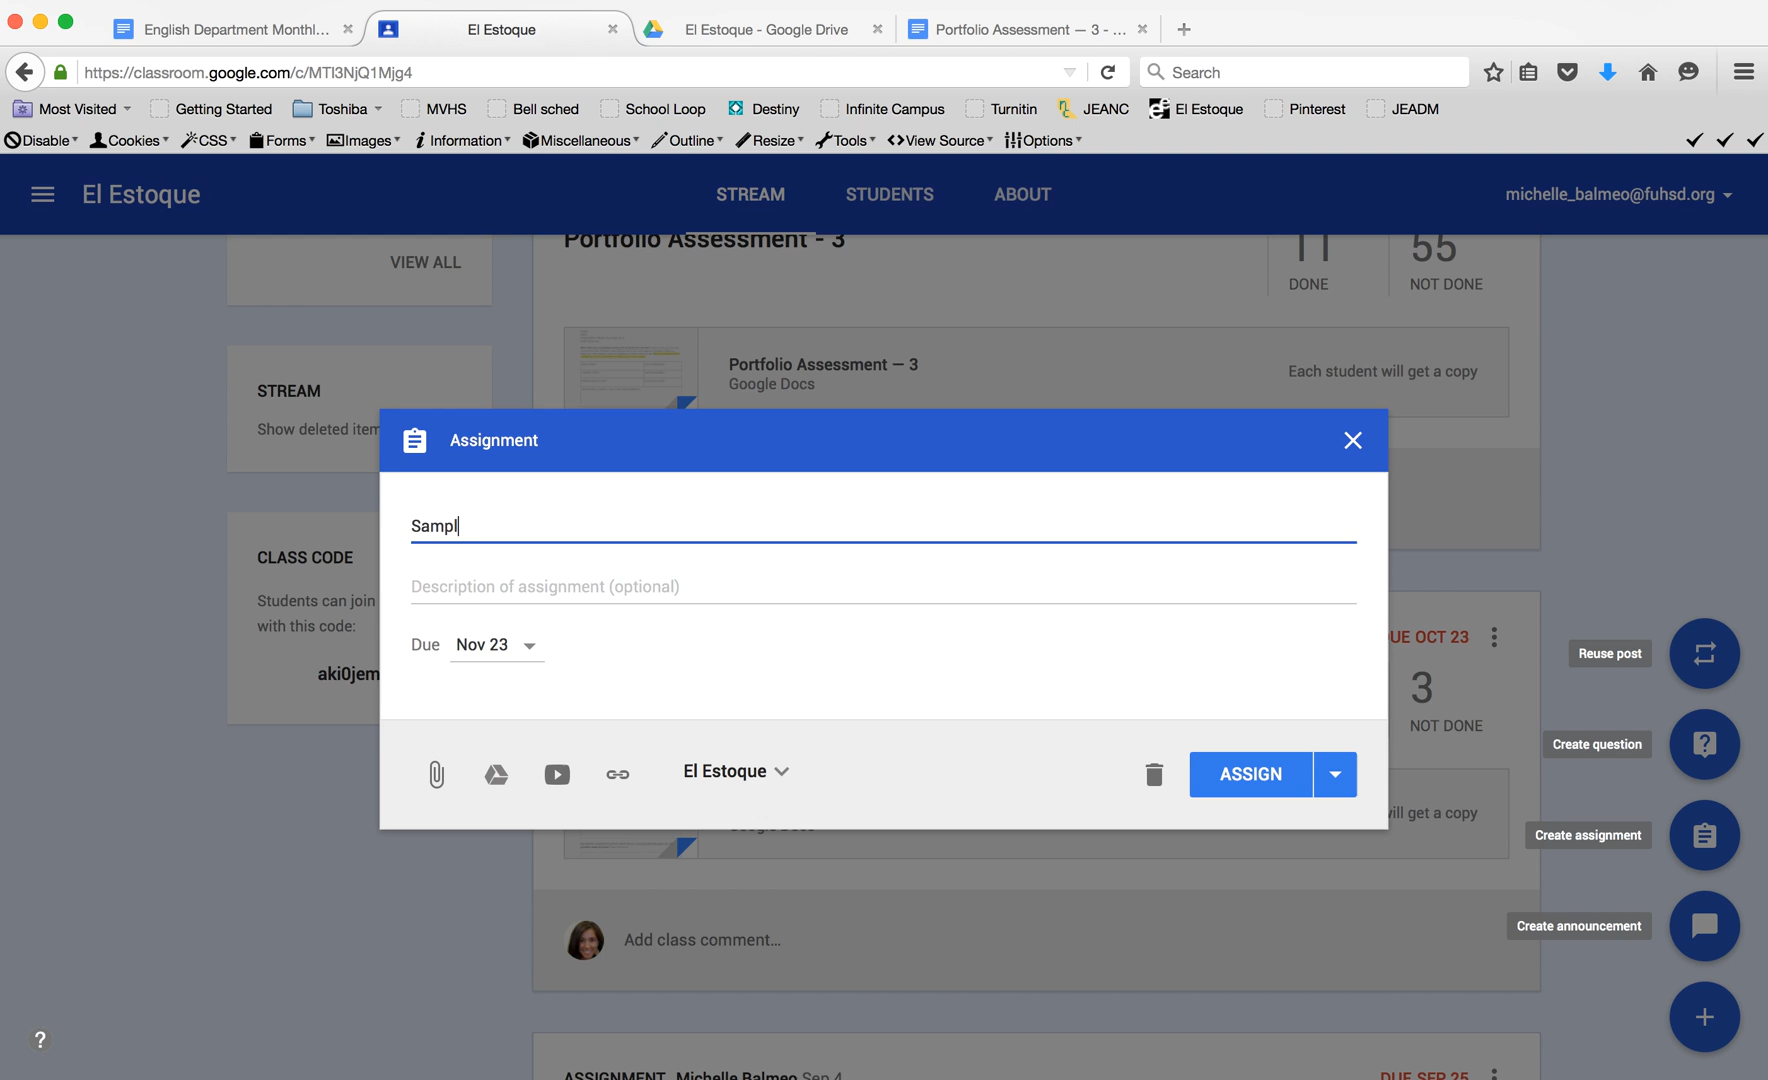 English Department Monthl...
El Estoque
El Estoque - Google Drive
Portfolio Assessment — 3 - ...
https://classroom.google.com/c/MTI3NjQ1Mjg4
Search
Most Visited
Getting Started
Toshiba
MVHS
Bell sched
School Loop
Destiny
Infinite Campus
Turnitin
JEANC
El Estoque
Pinterest
JEADM
Disable
Cookies
CSS
Forms
Images
Information
Miscellaneous
Outline
Resize
Tools
View Source
Options
El Estoque
STREAM
STUDENTS
ABOUT
michelle_balmeo@fuhsd.org
Portfolio Assessment - 3
11
55
DONE
NOT DONE
VIEW ALL
Portfolio Assessment — 3
Google Docs
Each student will get a copy
STREAM
Show deleted item
CLASS CODE
Students can join
with this code:
aki0jem
Assignment
Sampl
Description of assignment (optional)
Due Nov 23
El Estoque
ASSIGN
UE OCT 23
3
NOT DONE
will get a copy
Google Docs
Reuse post
Create question
Create assignment
Create announcement
Add class comment...
?
ASSIGNMENT Michelle Balmeo Sep 4
DUE SEP 25